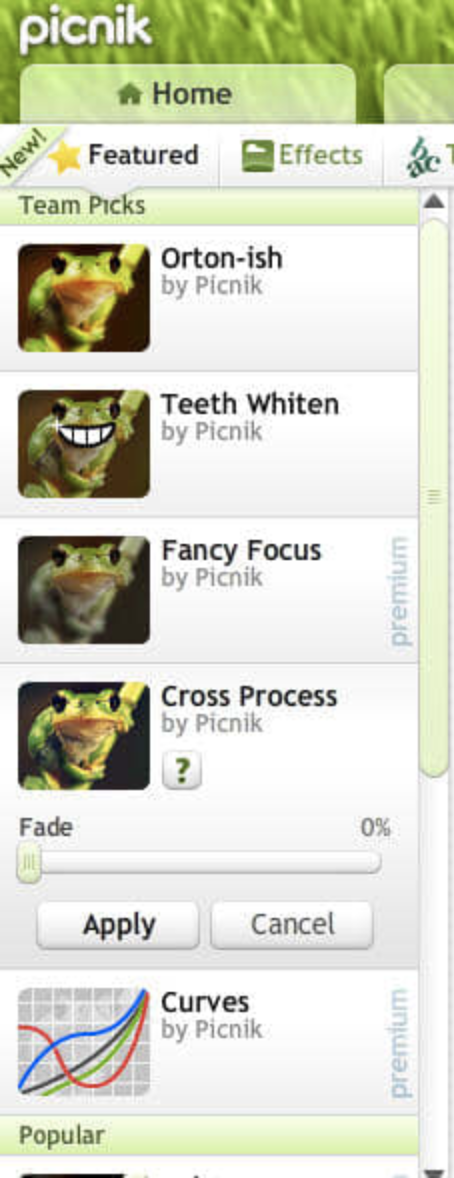 picnik
Home
New!
Featured
Effects
Team Picks
Orton-ish
by Picnik
Teeth Whiten
by Picnik
Fancy Focus
by Picnik
premium
Cross Process
by Picnik
?
Fade 0%
Apply Cancel
Curves
by Picnik
premium
Popular